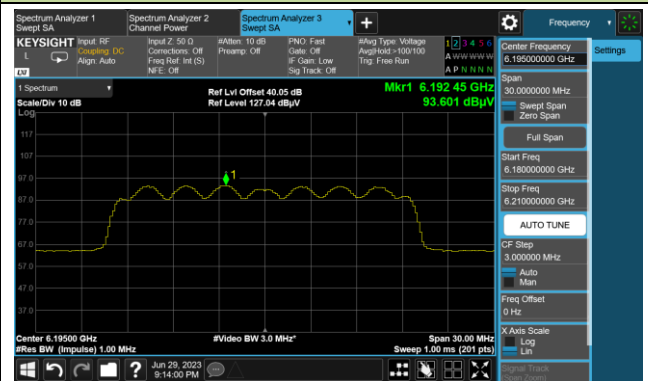 Spectrum Analyzer 1
Swept SA
Spectrum Analyzer 2
Channel Power
Spectrum Analyzer 3
Swept SA
Frequency
KEYSIGHT
L
LXI
Input: RF
Coupling: DC
Align: Auto
Input Z: 50 Ω
Corrections: Off
Freq Ref: Int (S)
NFE: Off
#Atten: 10 dB
Preamp: Off
PNO: Fast
Gate: Off
IF Gain: Low
Sig Track: Off
#Avg Type: Voltage
Avg|Hold:>100/100
Trig: Free Run
1 2 3 4 5 6
A W W W W W
A P N N N N
Center Frequency
6.195000000 GHz
Settings
Span
30.0000000 MHz
Swept Span
Zero Span
Full Span
Start Freq
6.180000000 GHz
Stop Freq
6.210000000 GHz
AUTO TUNE
CF Step
3.000000 MHz
Auto
Man
Freq Offset
0 Hz
X Axis Scale
Log
Lin
Signal Track
(Span Zoom)
1 Spectrum
Scale/Div 10 dB
Log
Ref Lvl Offset 40.05 dB
Ref Level 127.04 dBµV
Mkr1 6.192 45 GHz
93.601 dBµV
1
117
107
97.0
87.0
77.0
67.0
57.0
47.0
37.0
Center 6.19500 GHz
#Res BW (Impulse) 1.00 MHz
#Video BW 3.0 MHz*
Span 30.00 MHz
Sweep 1.00 ms (201 pts)
?
Jun 29, 2023
9:14:00 PM